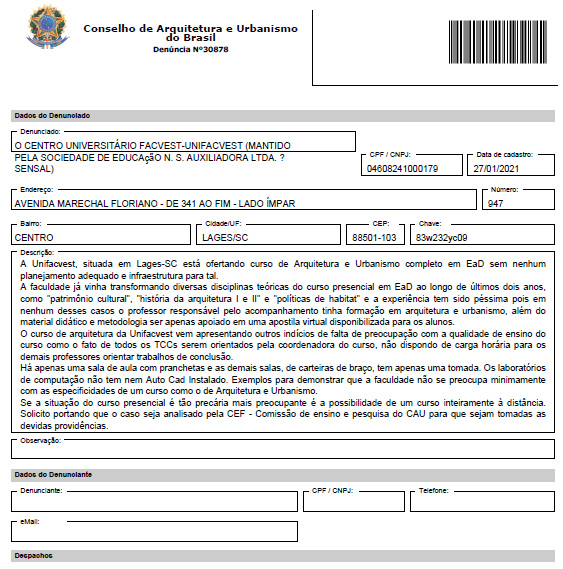 Conselho de Arquitetura e Urbanismo
do Brasil
Denúncia Nº30878
Dados do Denunciado
Denunciado:
O CENTRO UNIVERSITÁRIO FACVEST-UNIFACVEST (MANTIDO
PELA SOCIEDADE DE EDUCAçãO N. S. AUXILIADORA LTDA. ?
SENSAL)
CPF / CNPJ:
04608241000179
Data de cadastro:
27/01/2021
Endereço:
AVENIDA MARECHAL FLORIANO - DE 341 AO FIM - LADO ÍMPAR
Número:
947
Bairro:
CENTRO
Cidade/UF:
LAGES/SC
CEP:
88501-103
Chave:
83w232yc09
Descrição:
A Unifacvest, situada em Lages-SC está ofertando curso de Arquitetura e Urbanismo completo em EaD sem nenhum
planejamento adequado e infraestrutura para tal.
A faculdade já vinha transformando diversas disciplinas teóricas do curso presencial em EaD ao longo de últimos dois anos,
como "patrimônio cultural", "história da arquitetura I e II" e "políticas de habitat" e a experiência tem sido péssima pois em
nenhum desses casos o professor responsável pelo acompanhamento tinha formação em arquitetura e urbanismo, além do
material didático e metodologia ser apenas apoiado em uma apostila virtual disponibilizada para os alunos.
O curso de arquitetura da Unifacvest vem apresentando outros indícios de falta de preocupação com a qualidade de ensino do
curso como o fato de todos os TCCs serem orientados pela coordenadora do curso, não dispondo de carga horária para os
demais professores orientar trabalhos de conclusão.
Há apenas uma sala de aula com pranchetas e as demais salas, de carteiras de braço, tem apenas uma tomada. Os laboratórios
de computação não tem nem Auto Cad Instalado. Exemplos para demonstrar que a faculdade não se preocupa minimamente
com as especificidades de um curso como o de Arquitetura e Urbanismo.
Se a situação do curso presencial é tão precária mais preocupante é a possibilidade de um curso inteiramente à distância.
Solicito portando que o caso seja analisado pela CEF - Comissão de ensino e pesquisa do CAU para que sejam tomadas as
devidas providências.
Observação:
Dados do Denunciante
Denunciante:
CPF / CNPJ:
Telefone:
eMail:
Despachos